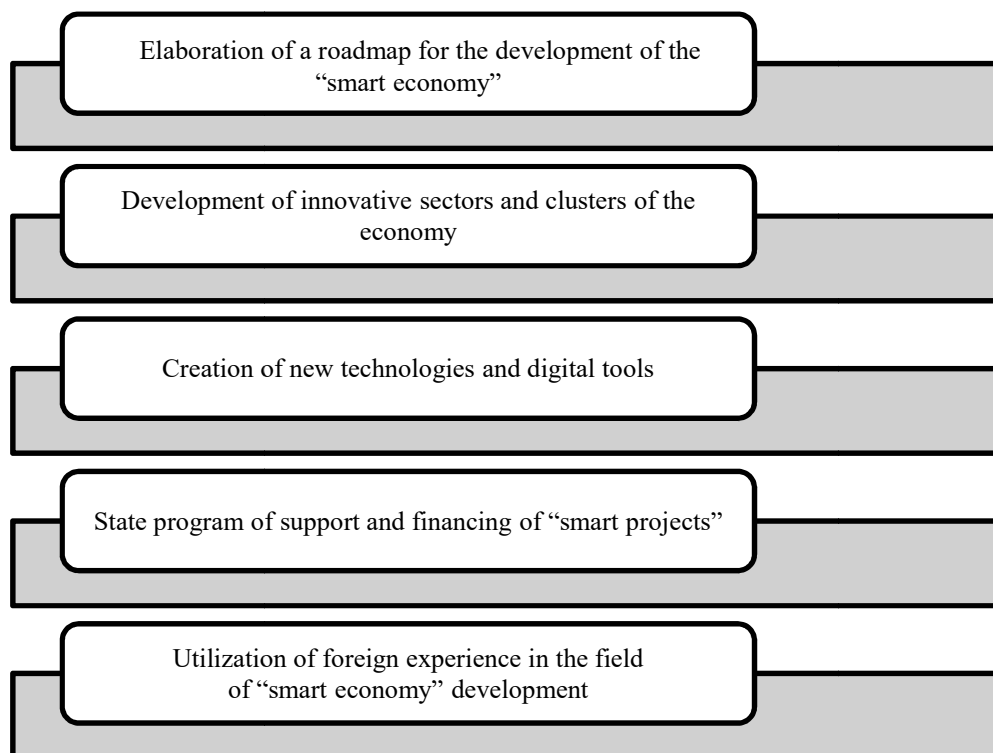 Elaboration of a roadmap for the development of the
“smart economy”
Development of innovative sectors and clusters of the
economy
Creation of new technologies and digital tools
State program of support and financing of “smart projects”
Utilization of foreign experience in the field
of “smart economy” development